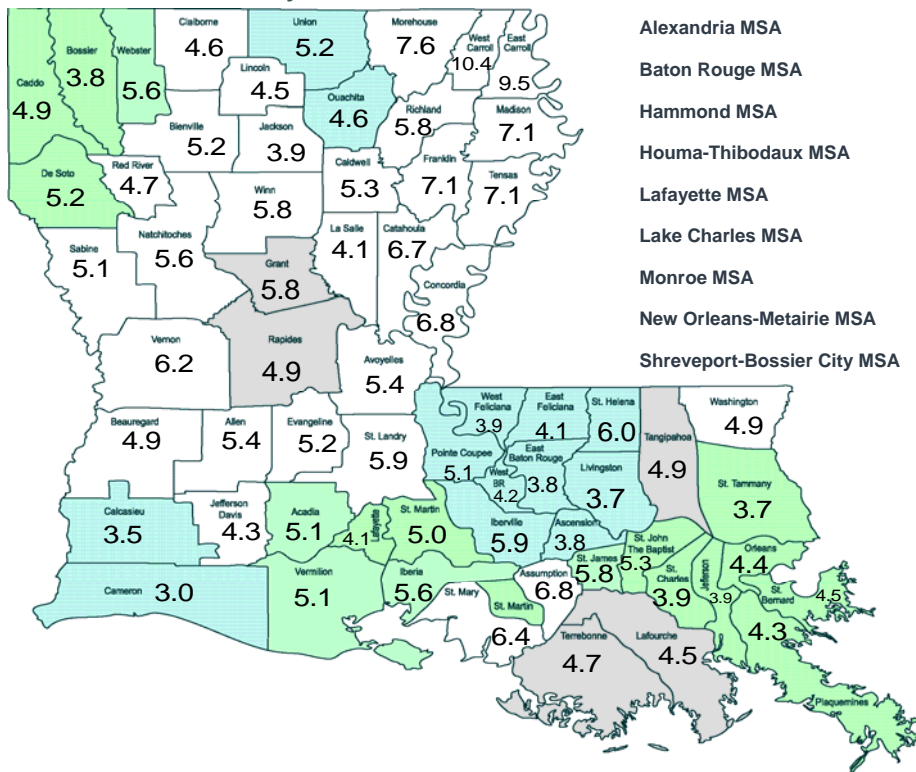 Claiborne
4.6
Union
5.2
Morehouse
7.6
West
Carroll
10.4
East
Carroll
9.5
Caddo
4.9
Bossier
3.8
Webster
5.6
Lincoln
4.5
Ouachita
4.6
Richland
5.8
Madison
7.1
Bienville
5.2
Jackson
3.9
De Soto
5.2
Red River
4.7
Winn
5.8
Caldwell
5.3
Franklin
7.1
Tensas
7.1
Sabine
5.1
Natchitoches
5.6
Grant
5.8
La Salle
4.1
Catahoula
6.7
Concordia
6.8
Vernon
6.2
Rapides
4.9
Avoyelles
5.4
Beauregard
4.9
Allen
5.4
Evangeline
5.2
St. Landry
5.9
West
Feliciana
3.9
East
Feliciana
4.1
St. Helena
6.0
Tangipahoa
4.9
Washington
4.9
Pointe Coupee
5.1
West
BR
4.2
East
Baton Rouge
3.8
Livingston
3.7
St. Tammany
3.7
Calcasieu
3.5
Jefferson
Davis
4.3
Acadia
5.1
Lafayette
4.1
St. Martin
5.0
Iberville
5.9
Ascension
3.8
Cameron
3.0
Vermilion
5.1
Iberia
5.6
St. Mary
St. Martin
6.4
Assumption
6.8
St. James
5.8
St. John
The Baptist
5.3
St.
Charles
3.9
Jefferson
3.9
Orleans
4.4
St.
Bernard
4.5
4.3
Plaquemines
Terrebonne
4.7
Lafourche
4.5
Alexandria MSA
Baton Rouge MSA
Hammond MSA
Houma-Thibodaux MSA
Lafayette MSA
Lake Charles MSA
Monroe MSA
New Orleans-Metairie MSA
Shreveport-Bossier City MSA